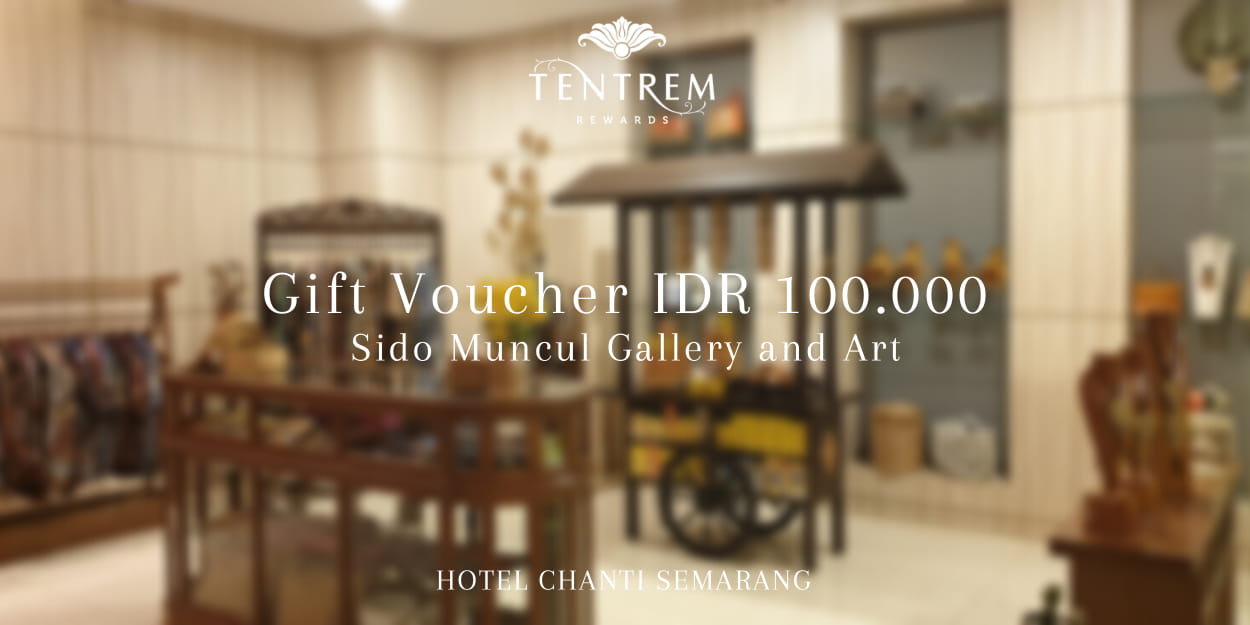 TENTREM
REWARDS
Gift Voucher IDR 100.000
Sido Muncul Gallery and Art
HOTEL CHANTI SEMARANG